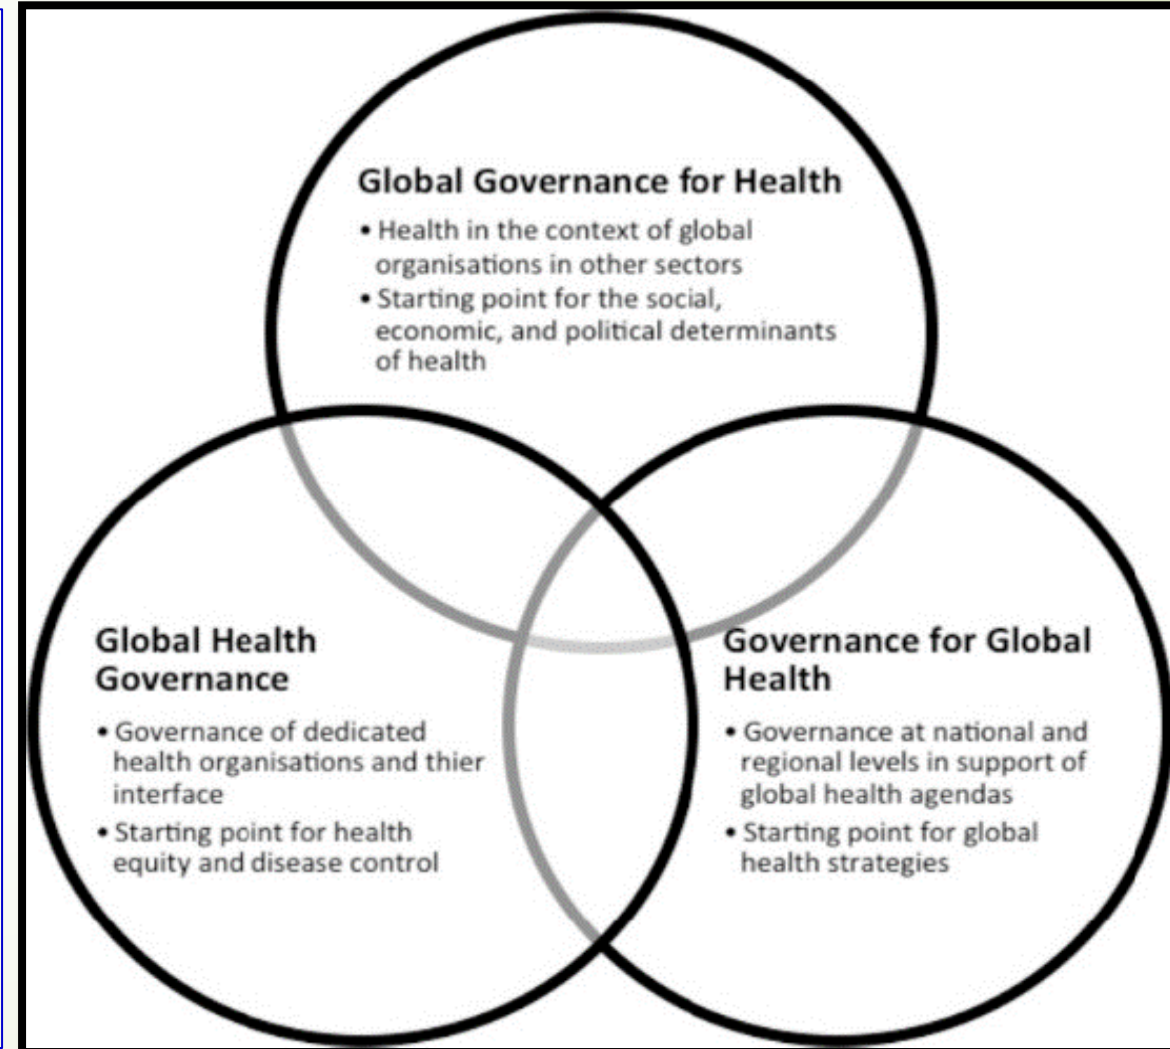 Global Governance for Health
• Health in the context of global
organisations in other sectors
• Starting point for the social,
economic, and political determinants
of health
Global Health
Governance
• Governance of dedicated
health organisations and thier
interface
• Starting point for health
equity and disease control
Governance for Global
Health
• Governance at national and
regional levels in support of
global health agendas
• Starting point for global
health strategies